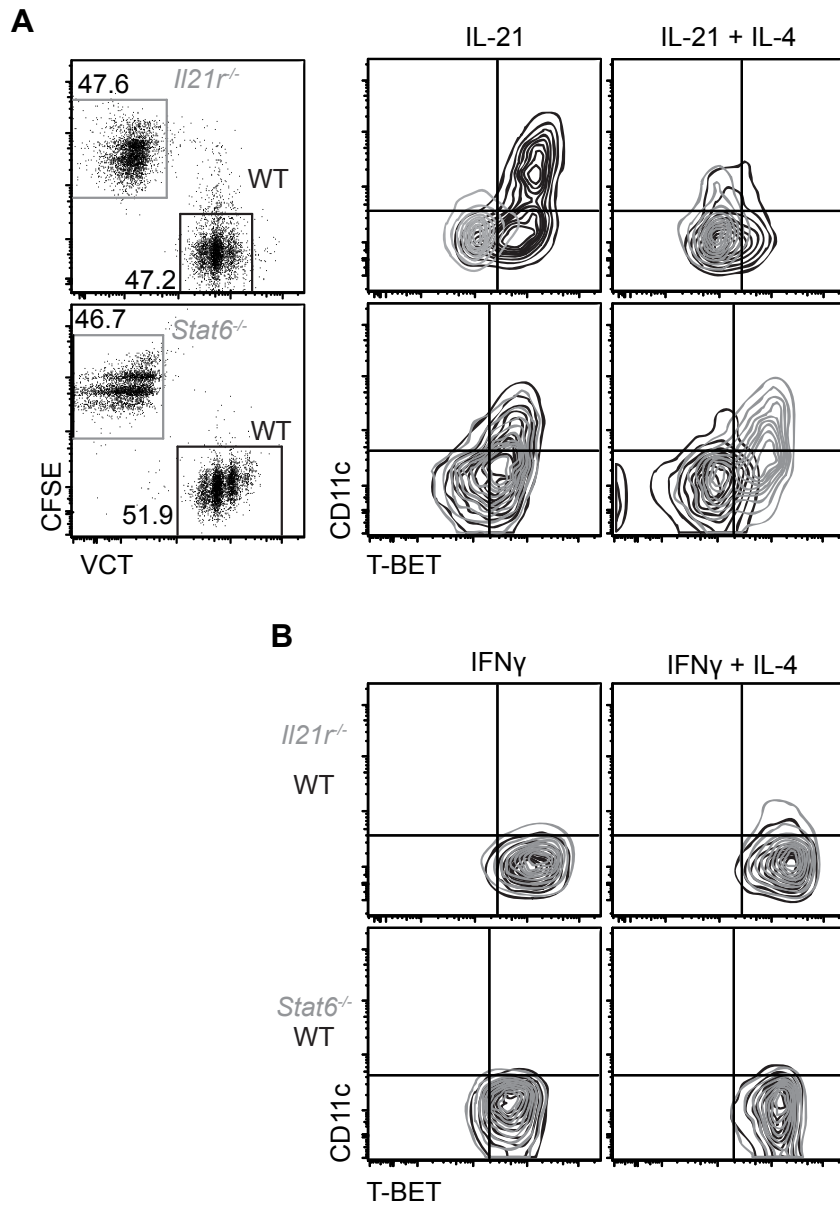 A
IL-21
IL-21 + IL-4
47.6
Il21r-/-
WT
47.2
46.7
Stat6-/-
WT
51.9
CFSE
VCT
CD11c
T-BET
B
IFNγ
IFNγ + IL-4
Il21r-/-
WT
Stat6-/-
WT
CD11c
T-BET